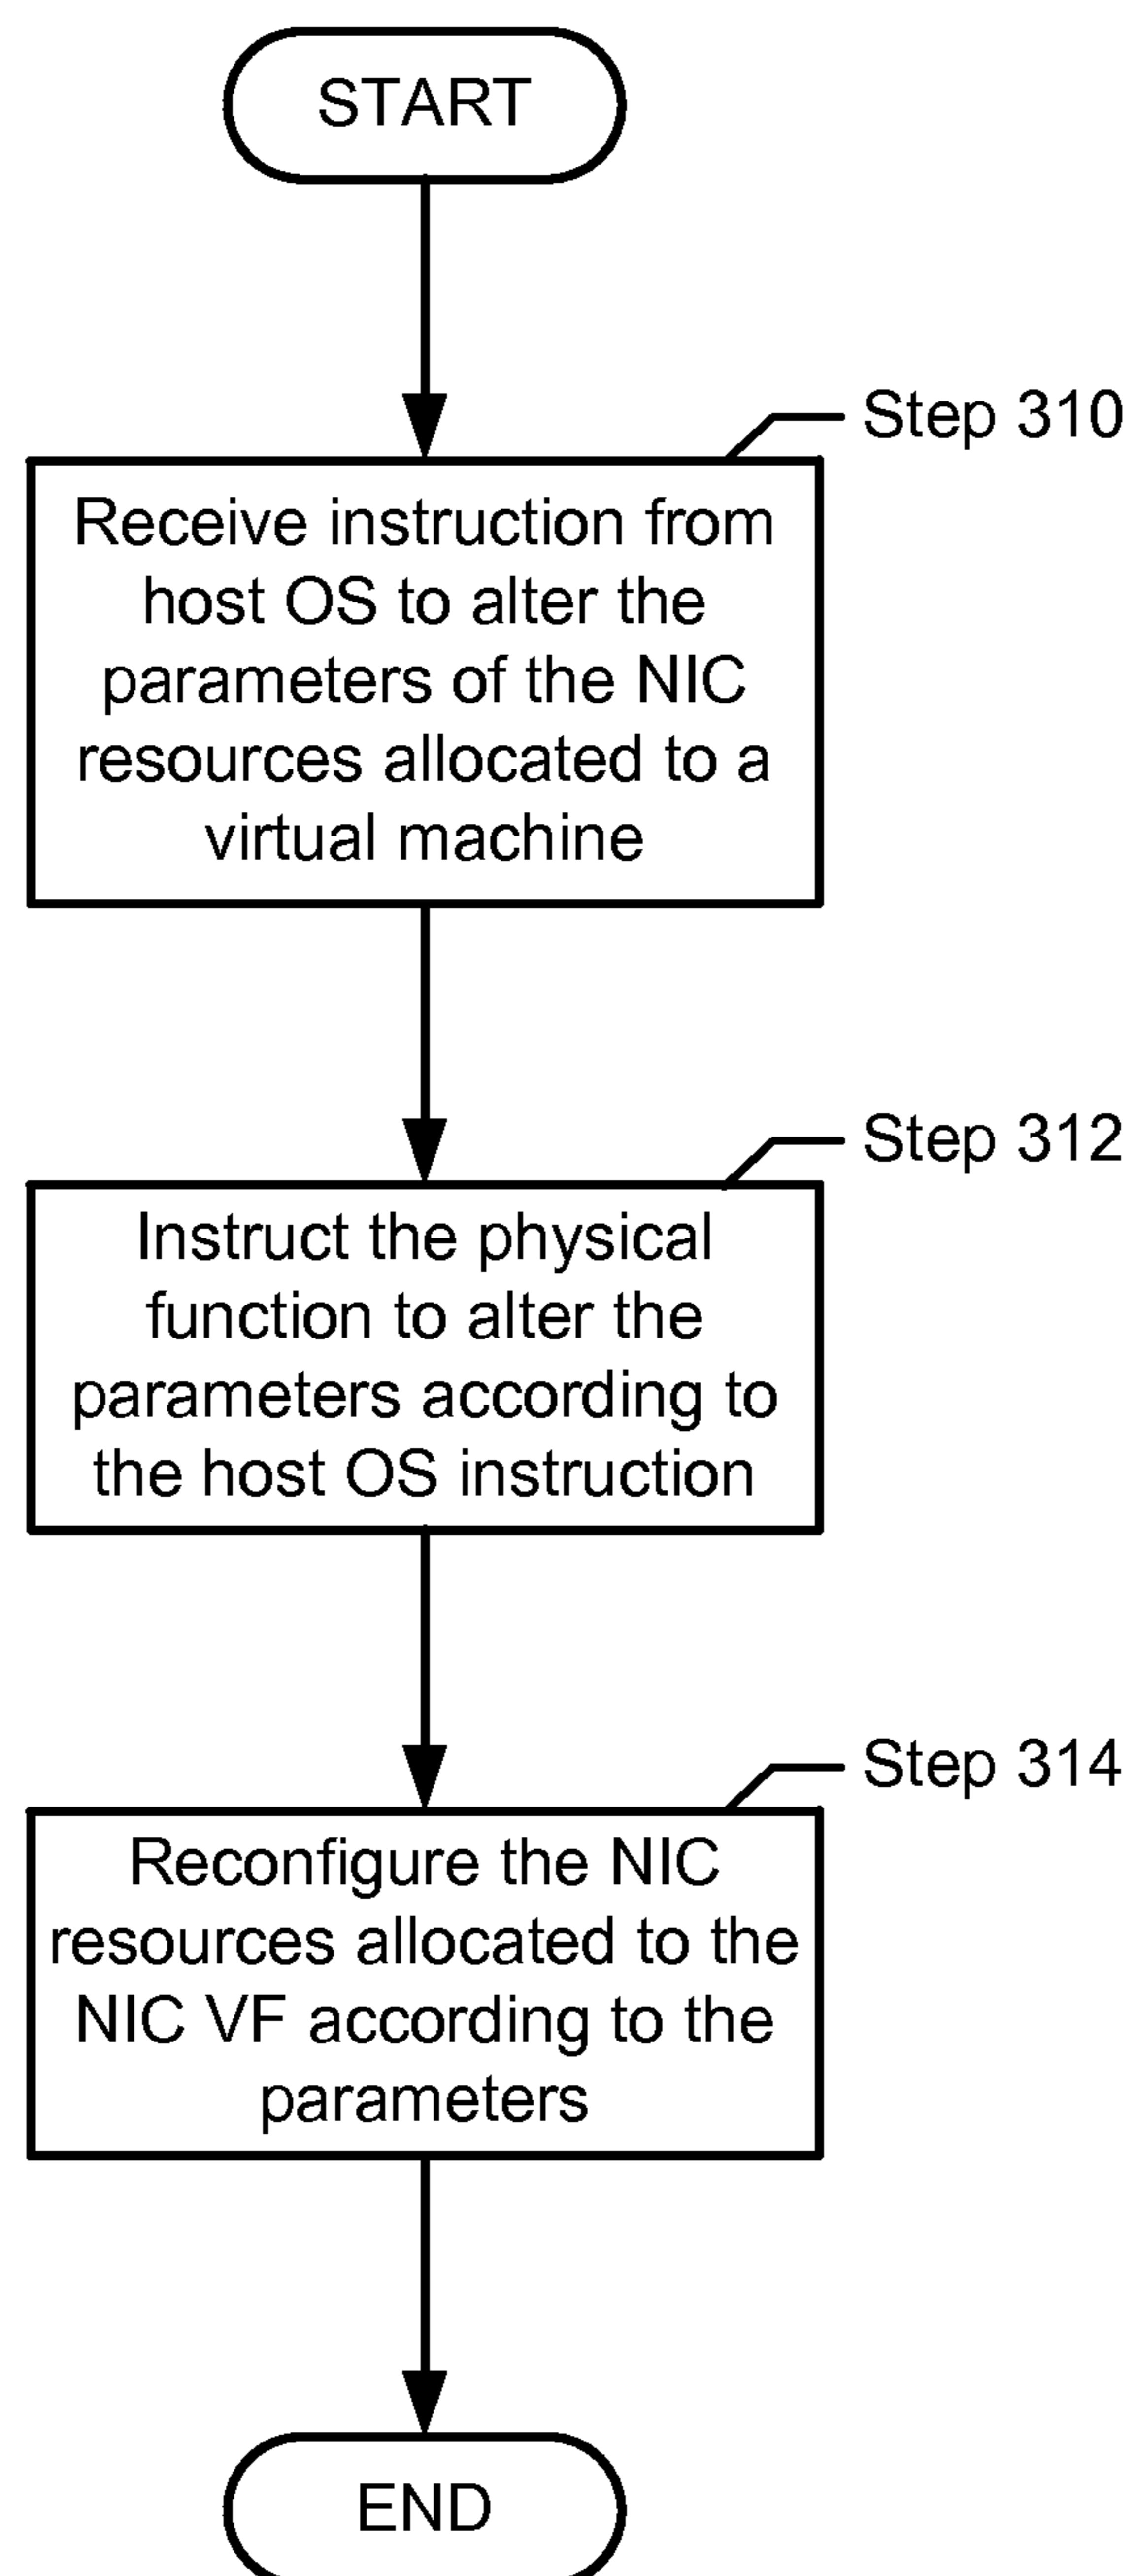 START
Step 310
Receive instruction from
host OS to alter the
parameters of the NIC
resources allocated to a
virtual machine
Step 312
Instruct the physical
function to alter the
parameters according to
the host OS instruction
Step 314
Reconfigure the NIC
resources allocated to the
NIC VF according to the
parameters
END